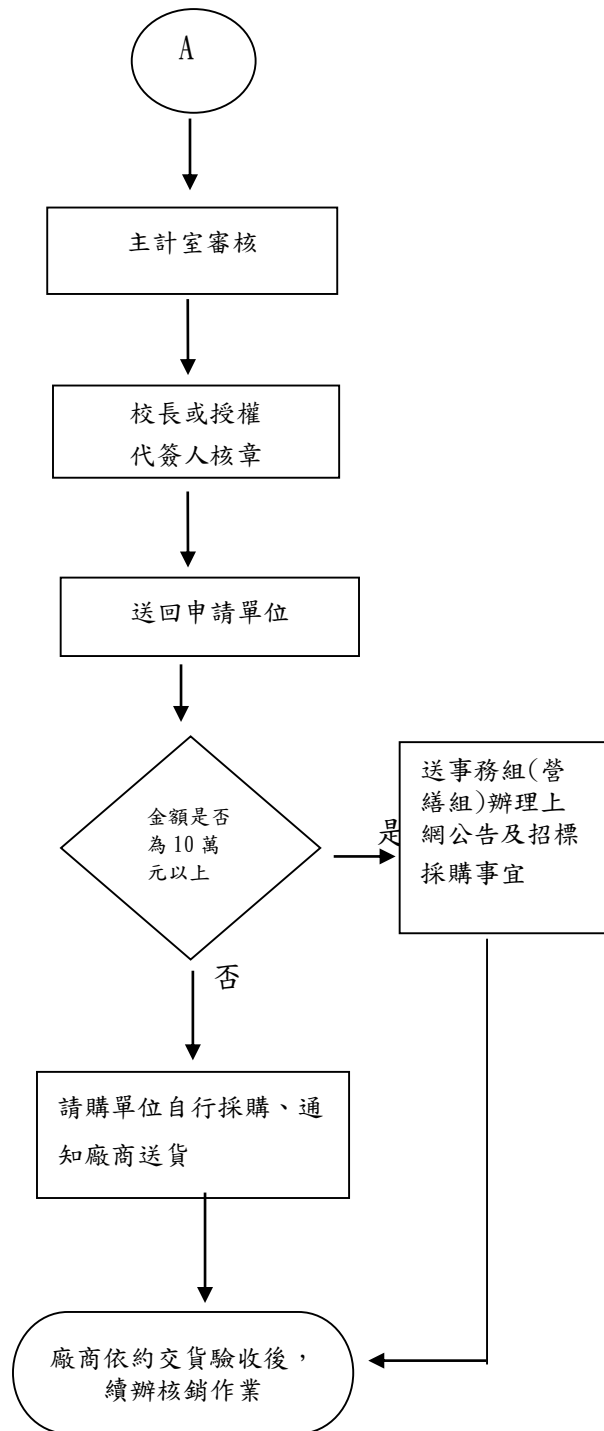 A
主計室審核
校長或授權
代簽人核章
送回申請單位
金額是否
為10萬
元以上
是
送事務組(營
繕組)辦理上
網公告及招標
採購事宜
否
請購單位自行採購、通
知廠商送貨
廠商依約交貨驗收後，
續辦核銷作業